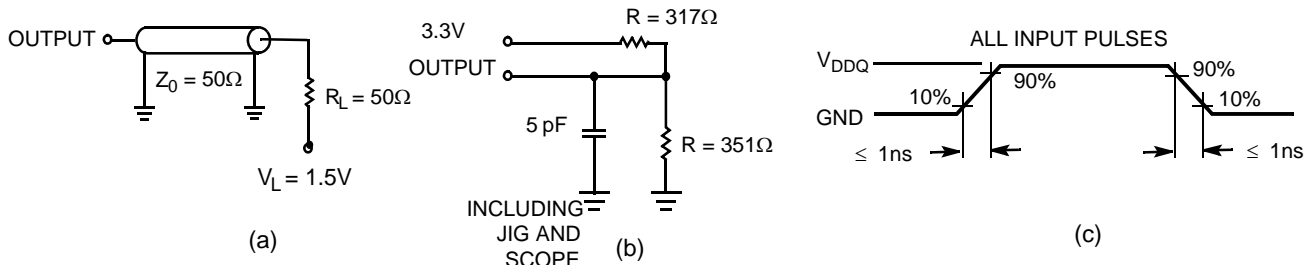 OUTPUT
Z0 = 50Ω
RL = 50Ω
VL = 1.5V
(a)
R = 317Ω
3.3V
OUTPUT
5 pF
R = 351Ω
INCLUDING
JIG AND
SCOPE
(b)
ALL INPUT PULSES
VDDQ
90%
90%
10%
10%
GND
≤ 1ns
≤ 1ns
(c)